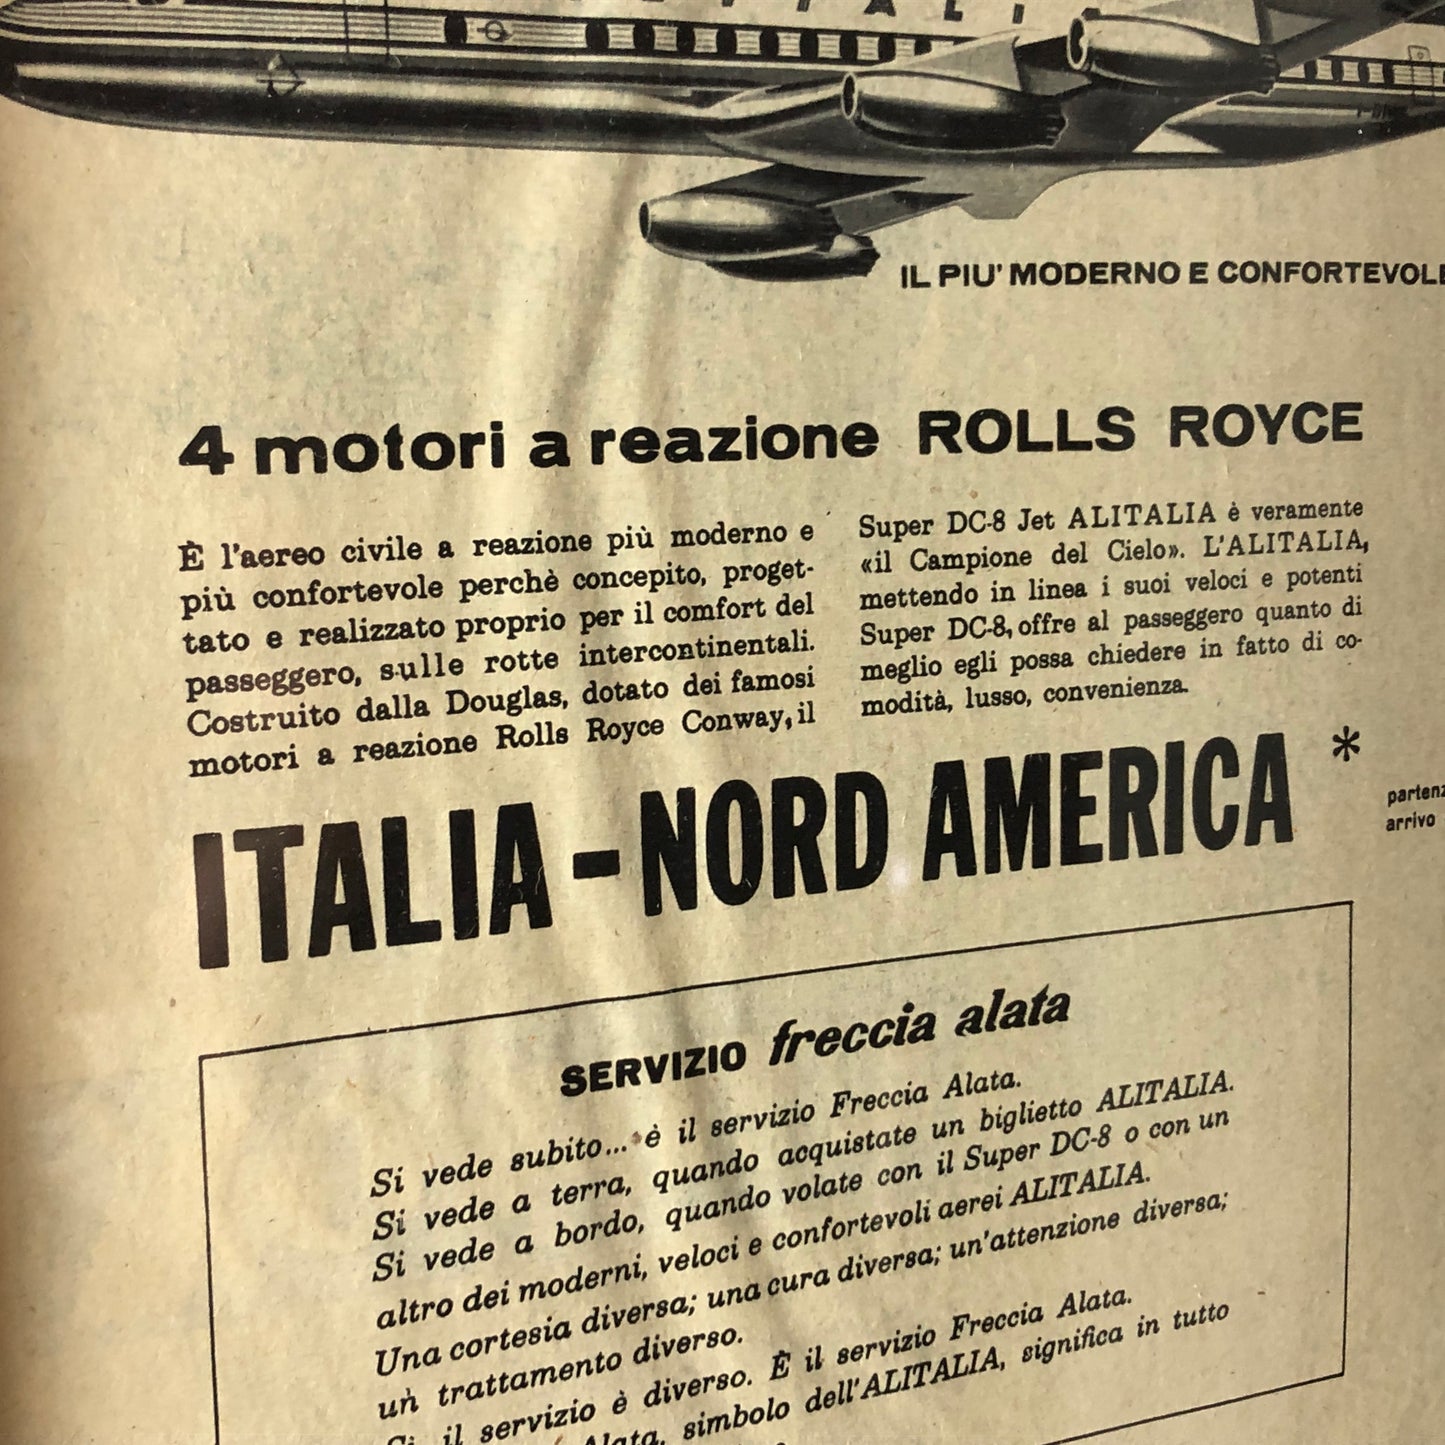 IL PIU' MODERNO E CONFORTEVOLE
4 motori a reazione ROLLS ROYCE
È l'aereo civile a reazione più moderno e
più confortevole perchè concepito, proget-
tato e realizzato proprio per il comfort del
passeggero, sulle rotte intercontinentali.
Costruito dalla Douglas, dotato dei famosi
motori a reazione Rolls Royce Conway, il
Super DC-8 Jet ALITALIA è veramente
«il Campione del Cielo». L'ALITALIA,
mettendo in linea i suoi veloci e potenti
Super DC-8, offre al passeggero quanto di
meglio egli possa chiedere in fatto di co-
modità, lusso, convenienza.
ITALIA - NORD AMERICA *
arrivo
SERVIZIO freccia alata
Si vede subito... è il servizio Freccia Alata.
Si vede a terra, quando acquistate un biglietto ALITALIA.
Si vede a bordo, quando volate con il Super DC-8 o con un
altro dei moderni, veloci e confortevoli aerei ALITALIA.
Una cortesia diversa; una cura diversa; un'attenzione diversa;
un trattamento diverso.
Si, il servizio è diverso. È il servizio Freccia Alata.
Alata, simbolo dell'ALITALIA, significa in tutto